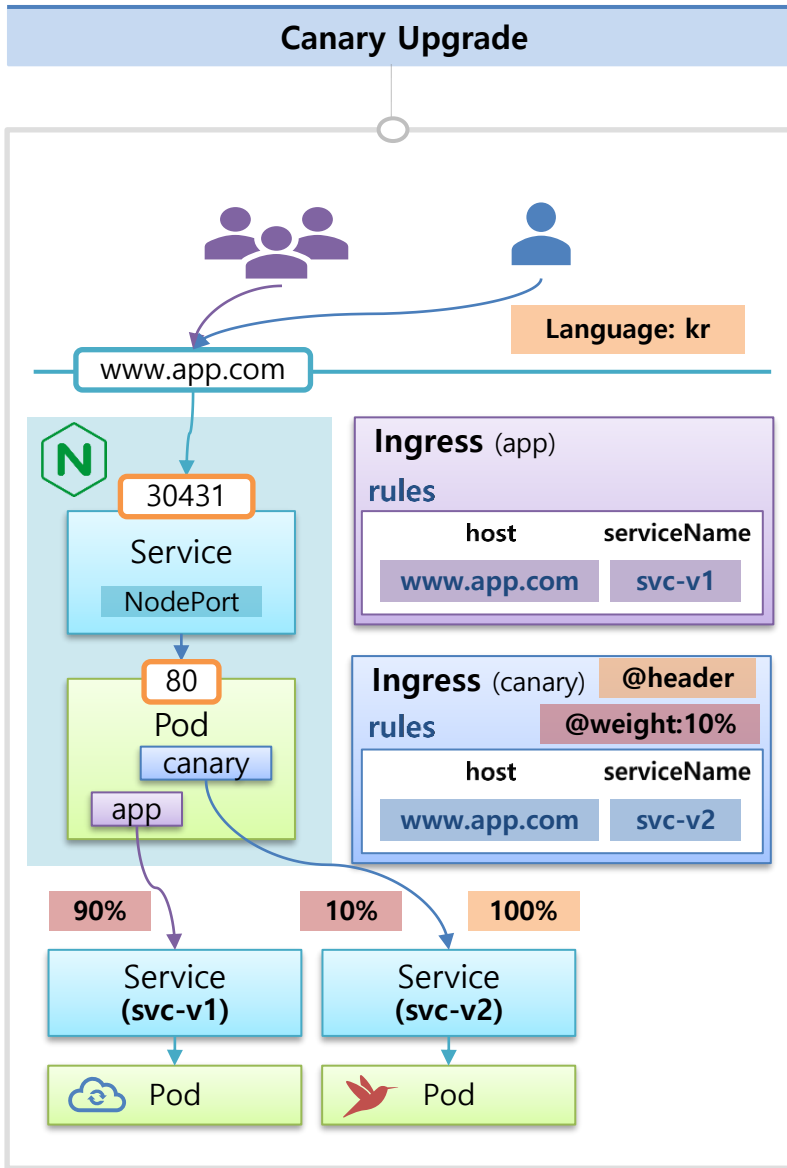 Canary Upgrade
Language: kr
www.app.com
N
30431
Service
NodePort
80
Pod
canary
app
Ingress (app)
rules
host serviceName
www.app.com svc-v1
Ingress (canary) @header
rules @weight:10%
host serviceName
www.app.com svc-v2
90% 10% 100%
Service
(svc-v1)
Service
(svc-v2)
Pod
Pod